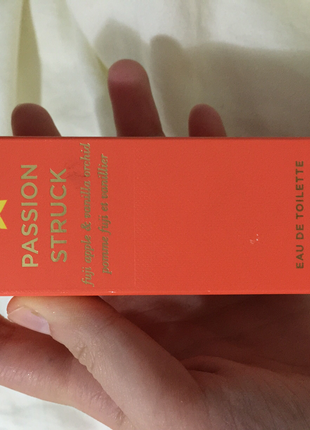 PASSION
STRUCK
fuji apple & vanilla orchid
pomme fuji & vanillier
EAU DE TOILETTE